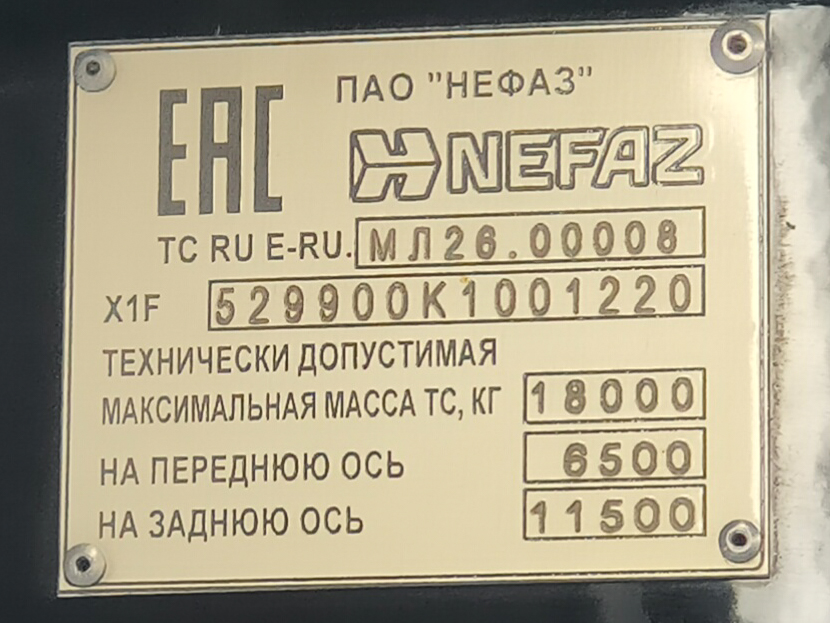 ЕАС
ПАО "НЕФАЗ"
NEFAZ
ТС RU E-RU. МЛ26.00008
X1F 529900K1001220
ТЕХНИЧЕСКИ ДОПУСТИМАЯ
МАКСИМАЛЬНАЯ МАССА ТС, КГ 18000
НА ПЕРЕДНЮЮ ОСЬ 6500
НА ЗАДНЮЮ ОСЬ 11500